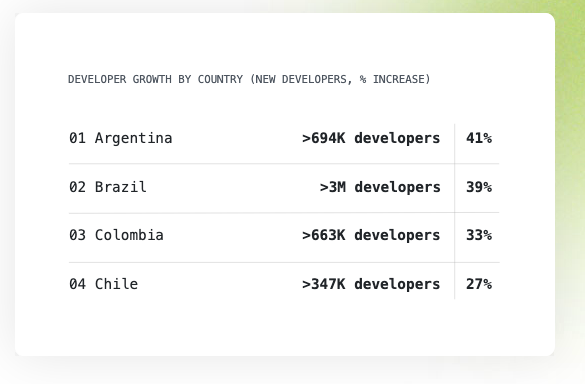 DEVELOPER GROWTH BY COUNTRY (NEW DEVELOPERS, % INCREASE)
01 Argentina >694K developers 41%
02 Brazil >3M developers 39%
03 Colombia >663K developers 33%
04 Chile >347K developers 27%